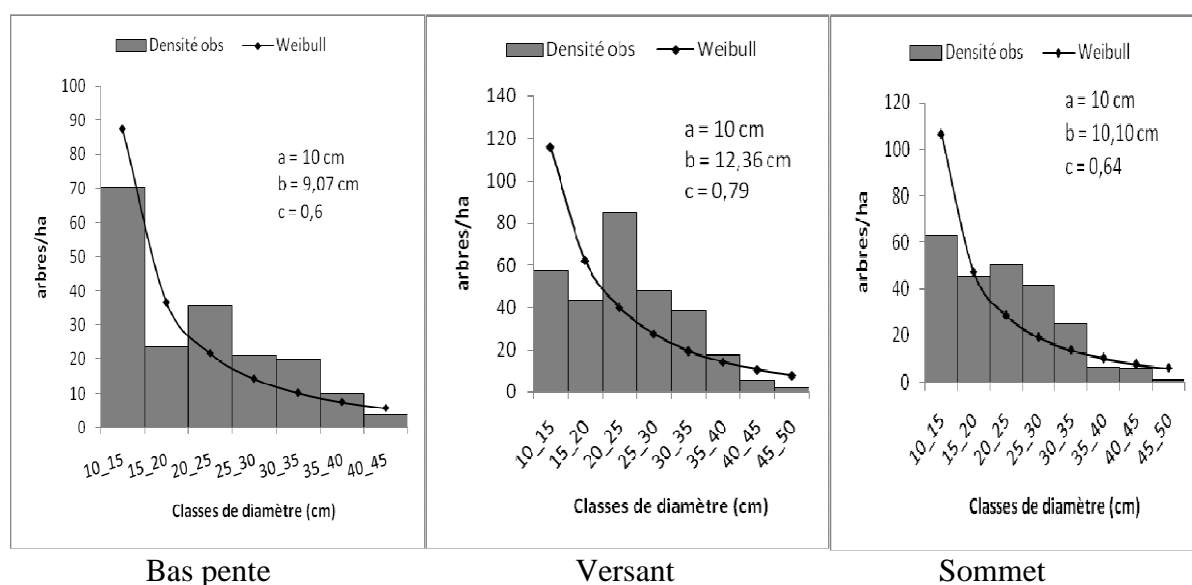 Densité obs Weibull
100
90
80
70
60
50
40
30
20
10
0
arbres/ha
a = 10 cm
b = 9,07 cm
c = 0,6
10_15 15_20 20_25 25_30 30_35 35_40 40_45
Classes de diamètre (cm)
Bas pente
Densité obs Weibull
140
120
100
80
60
40
20
0
arbres/ha
a = 10 cm
b = 12,36 cm
c = 0,79
10_15 15_20 20_25 25_30 30_35 35_40 40_45 45_50
Classes de diamètre (cm)
Versant
Densité obs Weibull
120
100
80
60
40
20
0
arbres/ha
a = 10 cm
b = 10,10 cm
c = 0,64
10_15 15_20 20_25 25_30 30_35 35_40 40_45 45_50
Classes de diamètre (cm)
Sommet